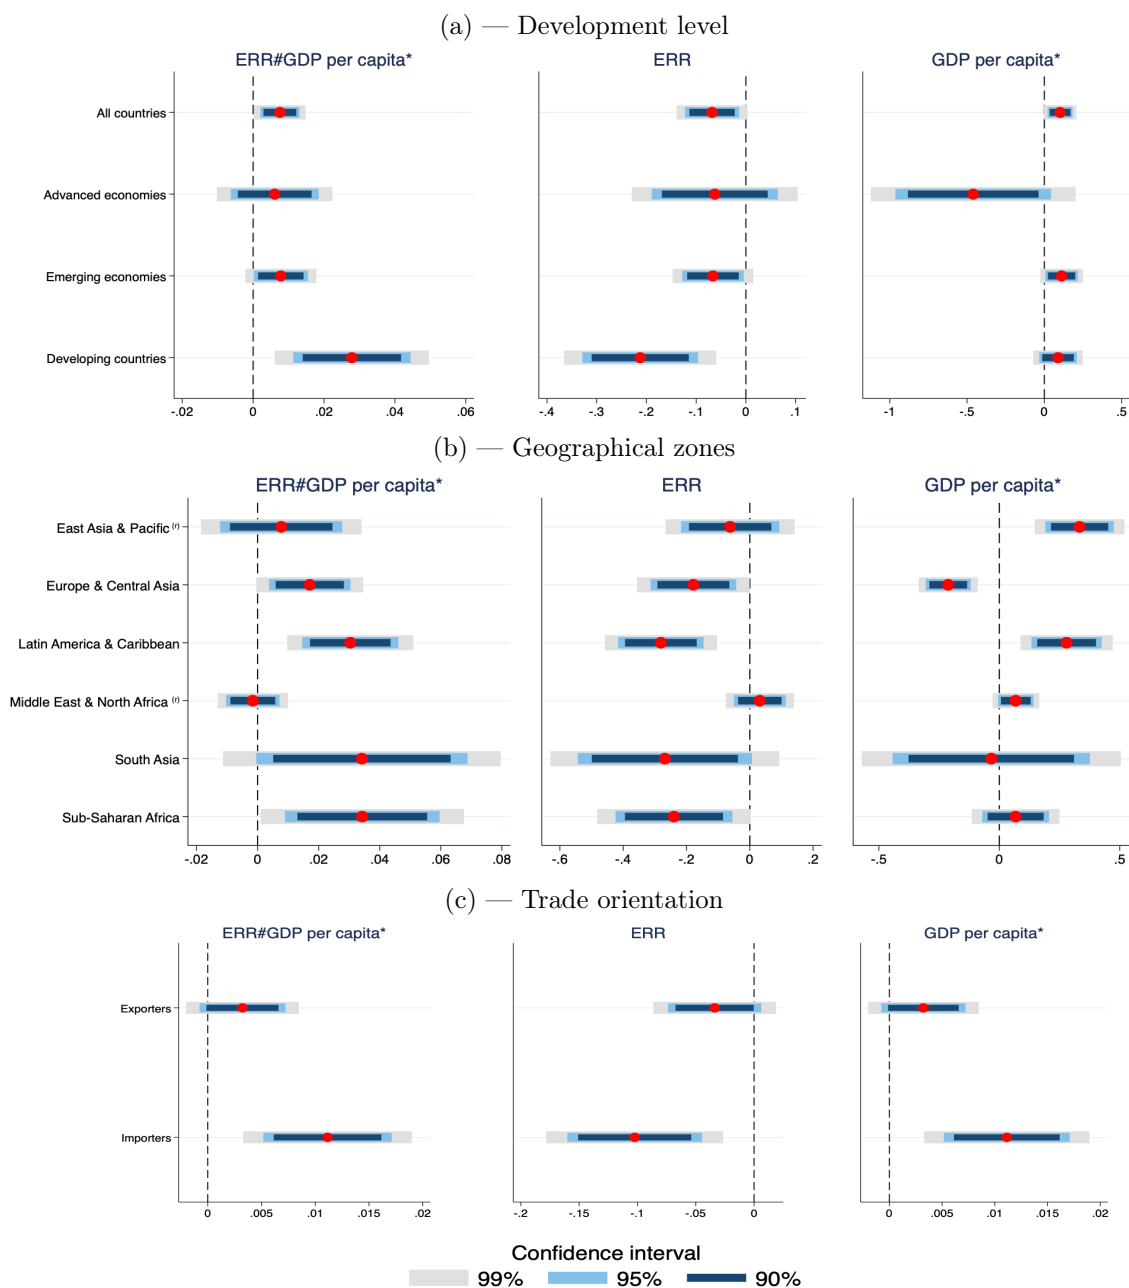 (a) — Development level
ERR#GDP per capita* ERR GDP per capita*
All countries
Advanced economies
Emerging economies
Developing countries
-.02 0 .02 .04 .06 -.4 -.3 -.2 -.1 0 .1 -1 -.5 0 .5
(b) — Geographical zones
ERR#GDP per capita* ERR GDP per capita*
East Asia & Pacific (r)
Europe & Central Asia
Latin America & Caribbean
Middle East & North Africa (r)
South Asia
Sub-Saharan Africa
-.02 0 .02 .04 .06 .08 -.6 -.4 -.2 0 .2 -.5 0 .5
(c) — Trade orientation
ERR#GDP per capita* ERR GDP per capita*
Exporters
Importers
0 .005 .01 .015 .02 -.2 -.15 -.1 -.05 0 0 .005 .01 .015 .02
Confidence interval
99% 95% 90%